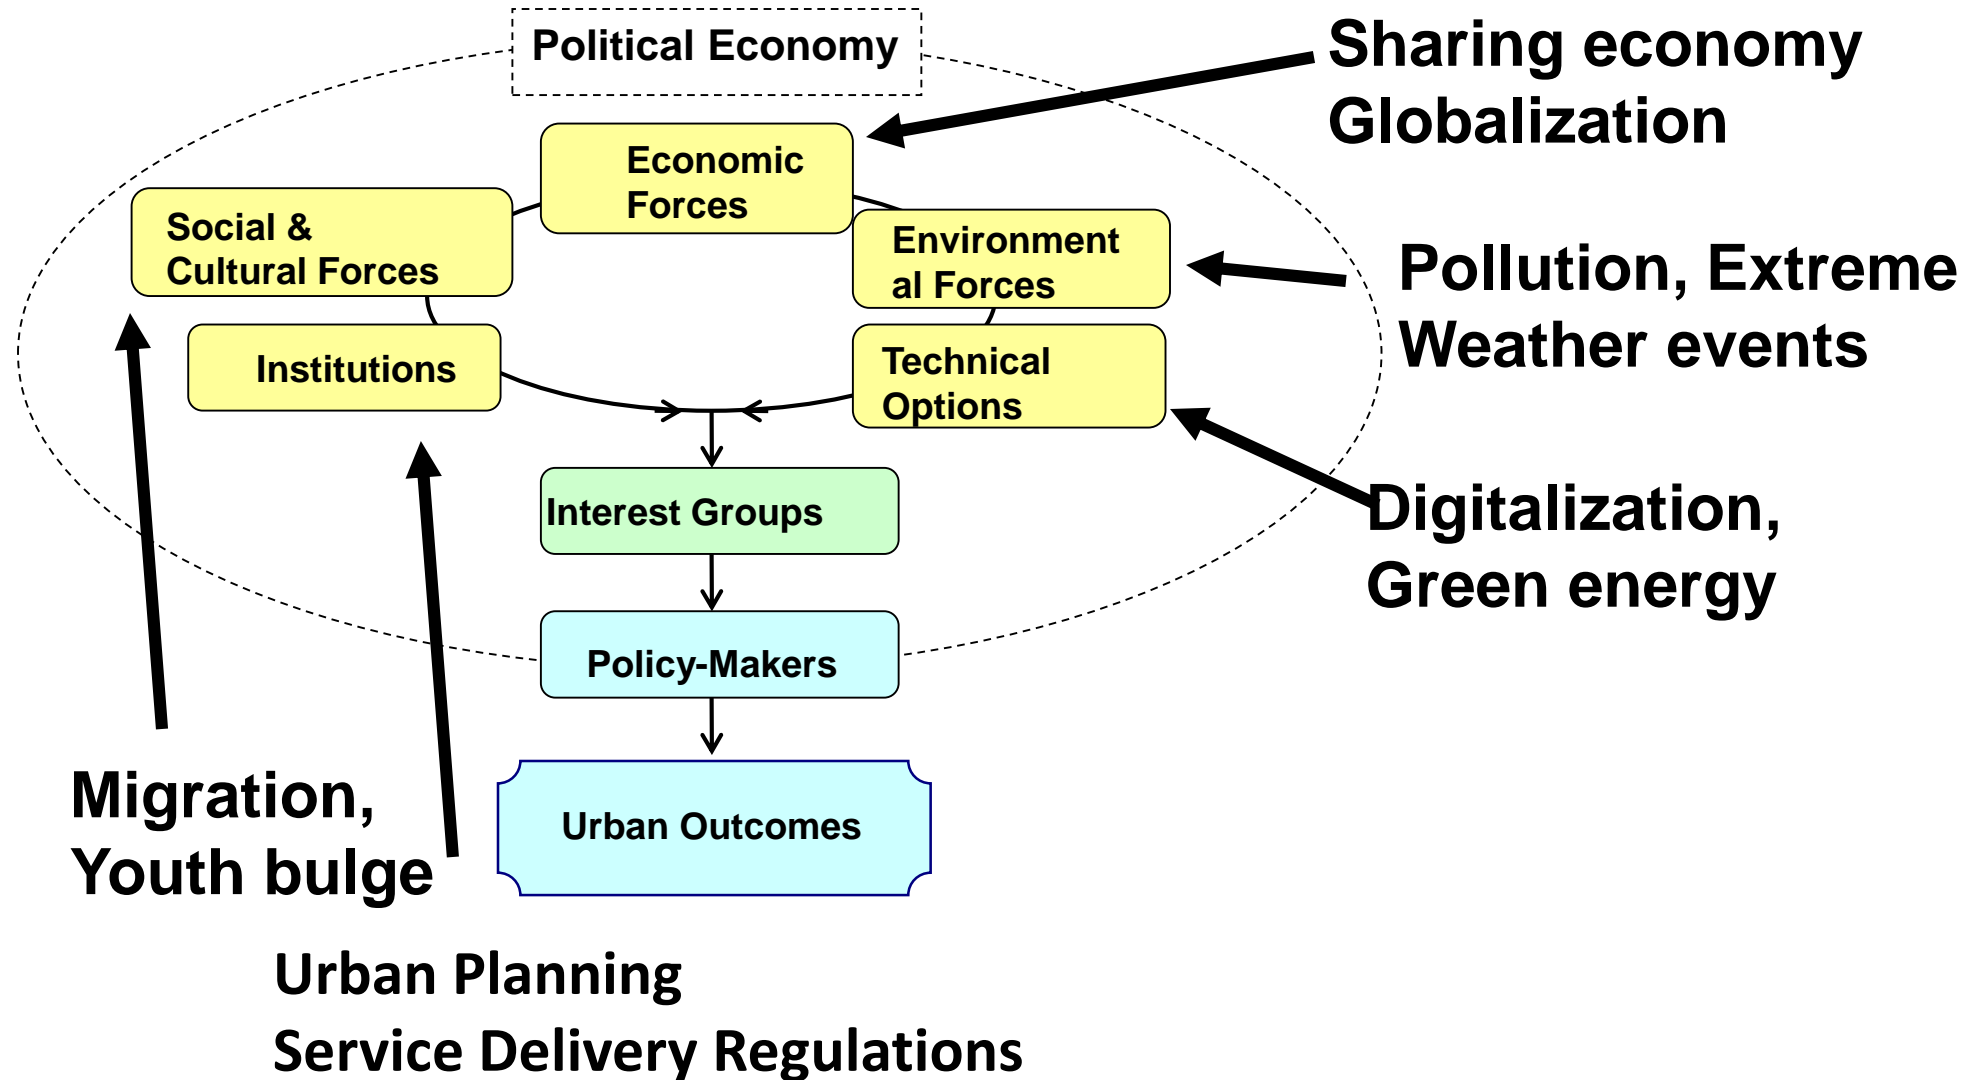 Political Economy
Sharing economy
Globalization
Economic
Forces
Social &
Cultural Forces
Environment
al Forces
Pollution, Extreme
Weather events
Institutions
Technical
Options
Interest Groups
Digitalization,
Green energy
Policy-Makers
Migration,
Youth bulge
Urban Outcomes
Urban Planning
Service Delivery Regulations